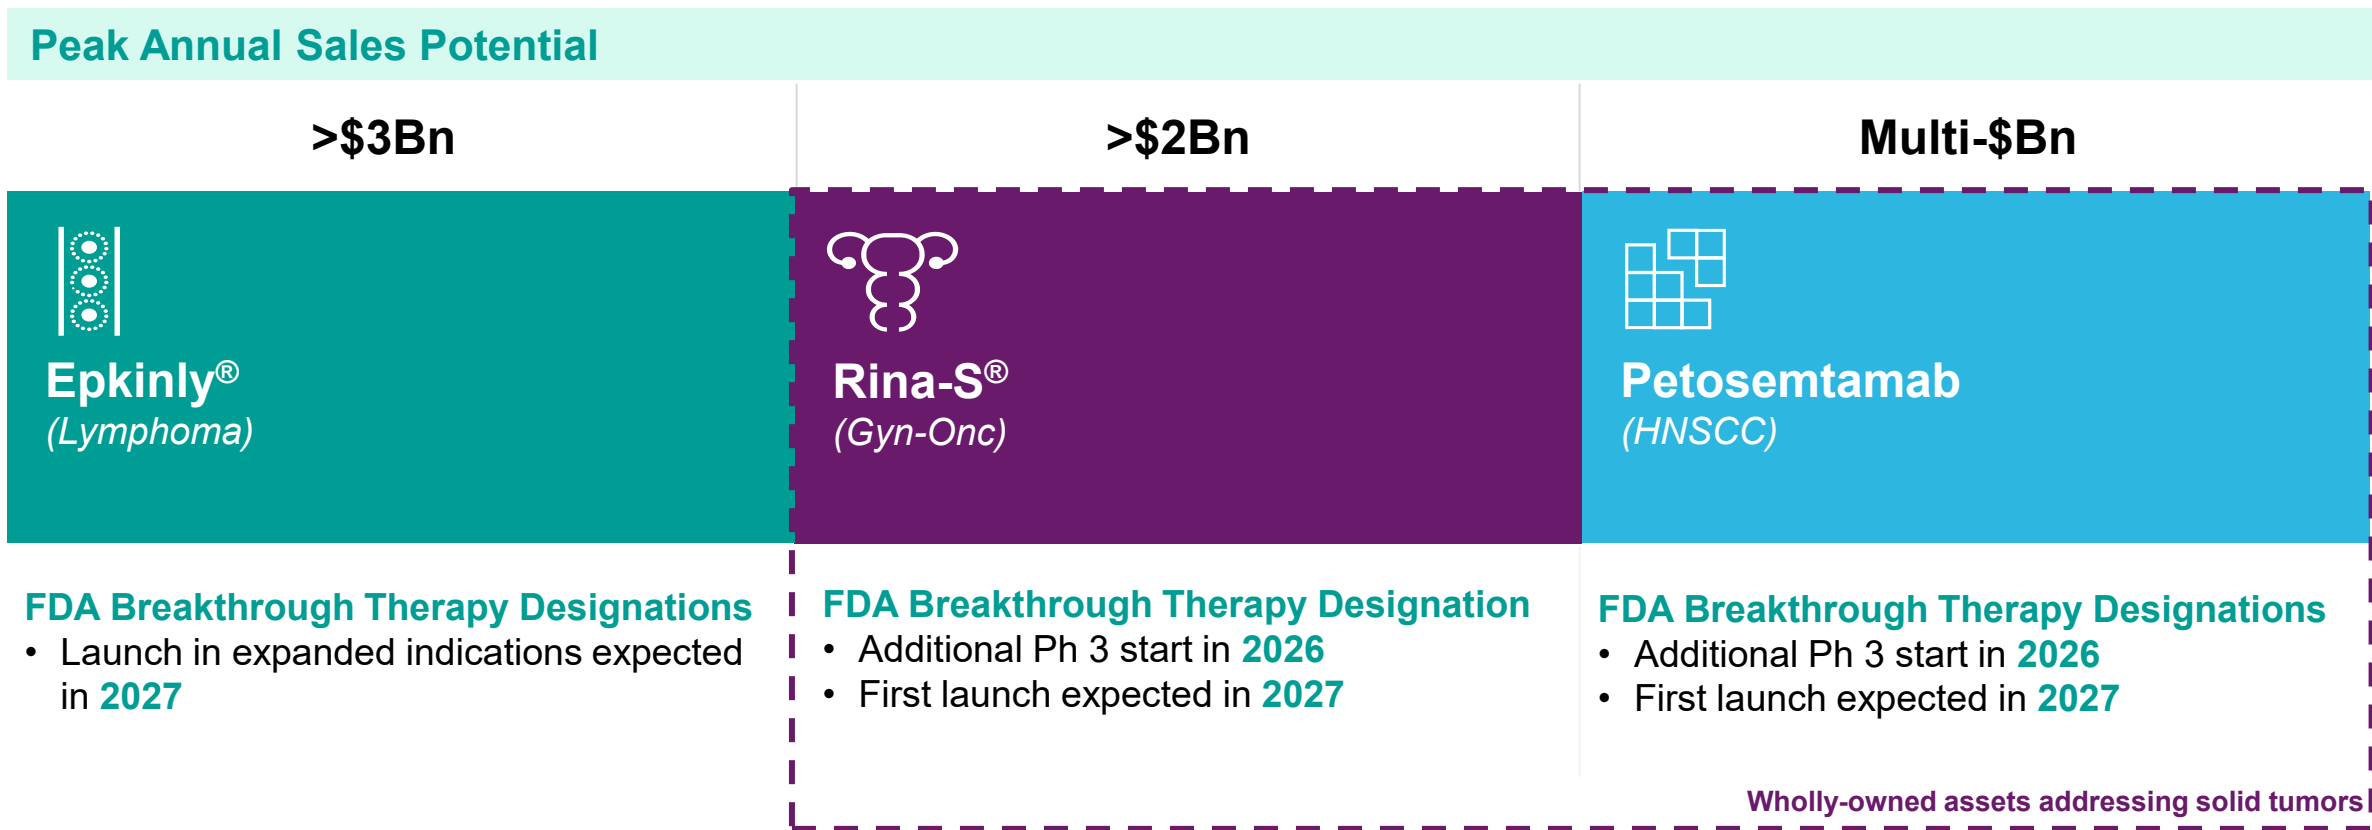 Peak Annual Sales Potential
>$3Bn
>$2Bn
Multi-$Bn
Epkinly®
(Lymphoma)
Rina-S®
(Gyn-Onc)
Petosemtamab
(HNSCC)
FDA Breakthrough Therapy Designations
• Launch in expanded indications expected
in 2027
FDA Breakthrough Therapy Designation
• Additional Ph 3 start in 2026
• First launch expected in 2027
FDA Breakthrough Therapy Designations
• Additional Ph 3 start in 2026
• First launch expected in 2027
Wholly-owned assets addressing solid tumors